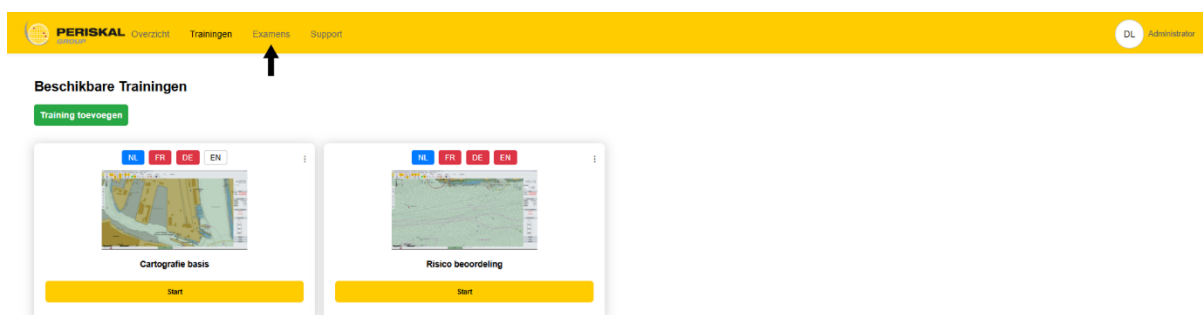 PERISKAL GROUP Overzicht Trainingen Examens Support DL Administrator
Beschikbare Trainingen
Training toevoegen
NL FR DE EN
NL FR DE EN
Cartografie basis
Risico beoordeling
Start
Start